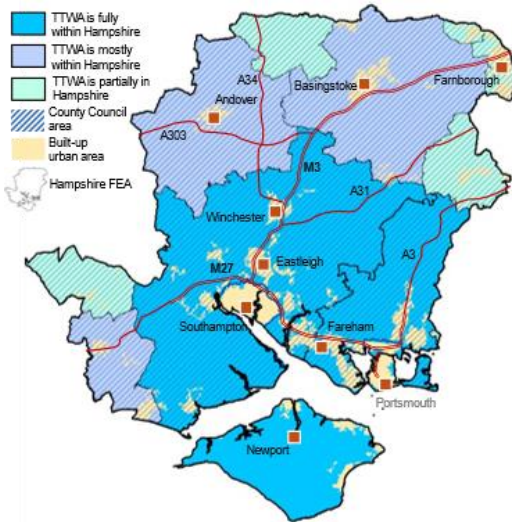 TTWA is fully
within Hampshire
TTWA is mostly
within Hampshire
TTWA is partially in
Hampshire
County Council
area
Built-up
urban area
Hampshire FEA
A34
Andover
A303
Basingstoke
Farnborough
M3
A31
Winchester
A3
Eastleigh
M27
Southampton
Fareham
Portsmouth
Newport